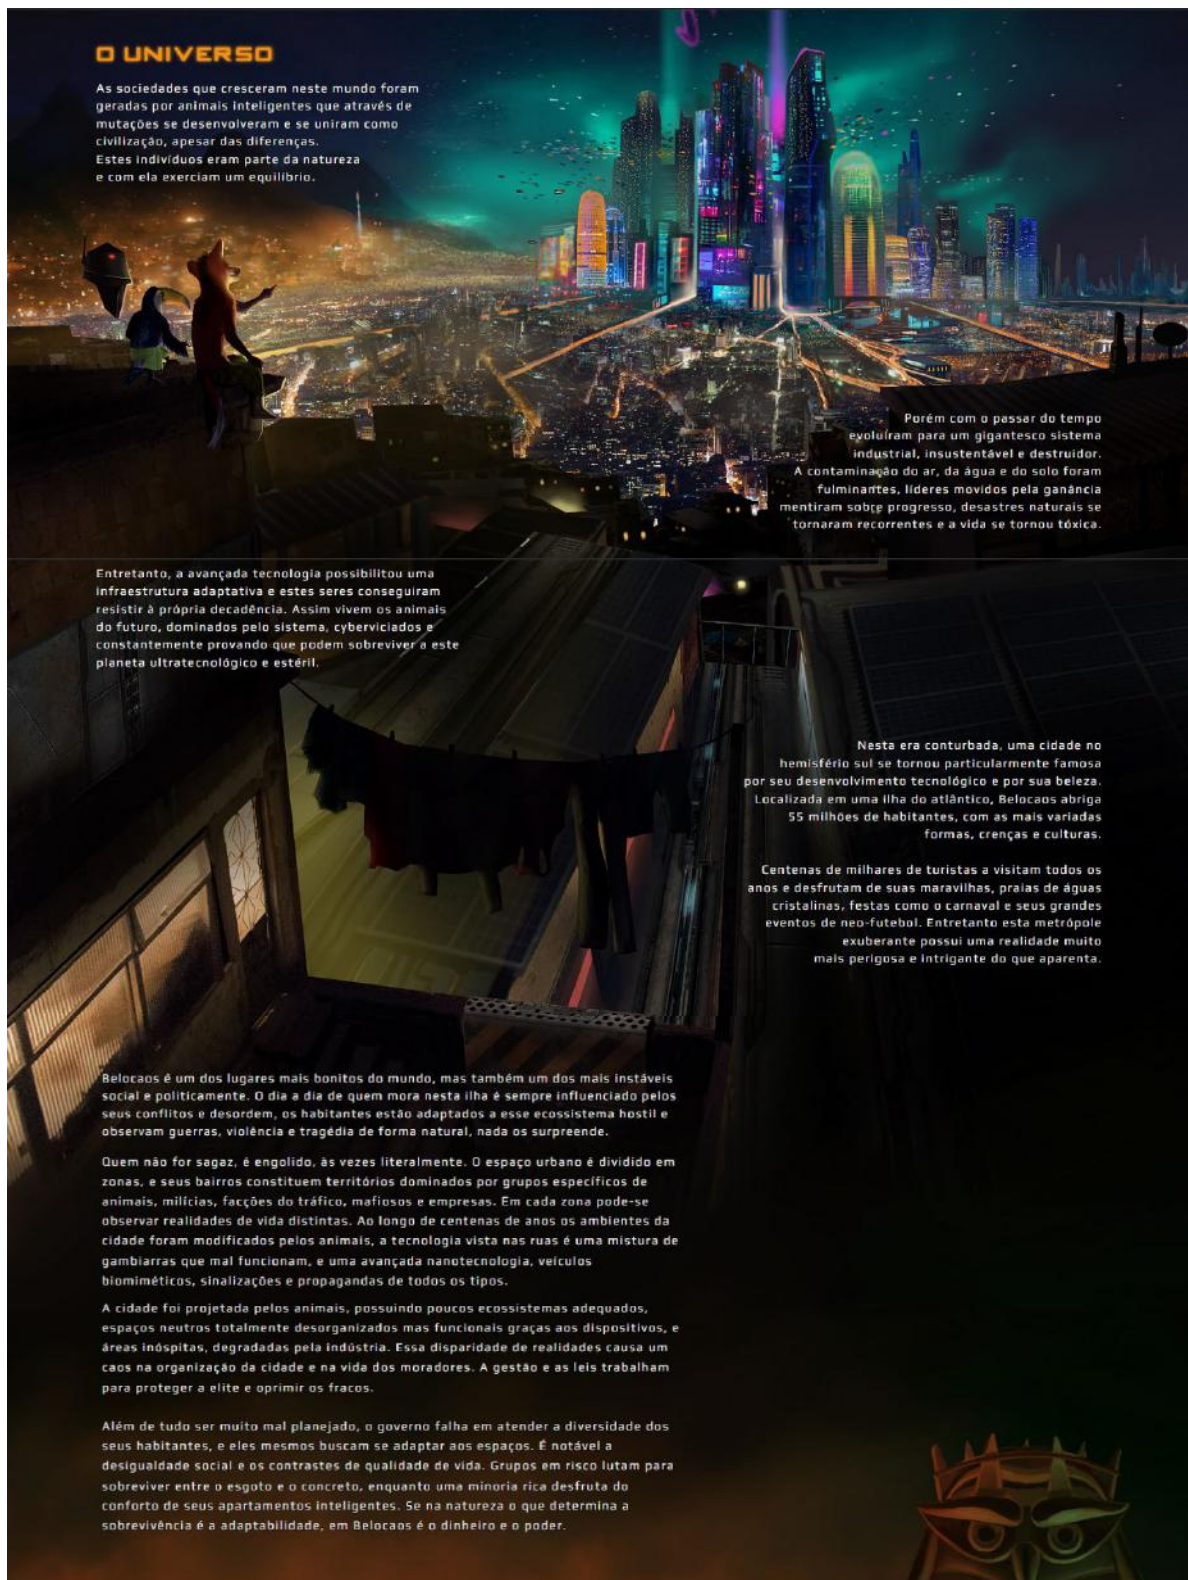 O UNIVERSO
As sociedades que cresceram neste mundo foram
geradas por animais inteligentes que através de
mutações se desenvolveram e se uniram como
civilização, apesar das diferenças.
Estes indivíduos eram parte da natureza
e com ela exerciam um equilíbrio.
Porém com o passar do tempo
evoluíram para um gigantesco sistema
industrial, insustentável e destruidor.
A contaminação do ar, da água e do solo foram
fulminantes, líderes movidos pela ganância
mentiram sobre progresso, desastres naturais se
tornaram recorrentes e a vida se tornou tóxica.
Entretanto, a avançada tecnologia possibilitou uma
infraestrutura adaptativa e estes seres conseguiram
resistir à própria decadência. Assim vivem os animais
do futuro, dominados pelo sistema, cyberviciados e
constantemente provando que podem sobreviver a este
planeta ultratecnológico e estéril.
Nesta era conturbada, uma cidade no
hemisfério sul se tornou particularmente famosa
por seu desenvolvimento tecnológico e por sua beleza.
Localizada em uma ilha do atlântico, Belocaos abriga
55 milhões de habitantes, com as mais variadas
formas, crenças e culturas.
Centenas de milhares de turistas a visitam todos os
anos e desfrutam de suas maravilhas, praias de águas
cristalinas, festas como o carnaval e seus grandes
eventos de neo-futebol. Entretanto esta metrópole
exuberante possui uma realidade muito
mais perigosa e intrigante do que aparenta.
Belocaos é um dos lugares mais bonitos do mundo, mas também um dos mais instáveis
social e politicamente. O dia a dia de quem mora nesta ilha é sempre influenciado pelos
seus conflitos e desordem, os habitantes estão adaptados a esse ecossistema hostil e
observam guerras, violência e tragédia de forma natural, nada os surpreende.
Quem não for sagaz, é engolido, às vezes literalmente. O espaço urbano é dividido em
zonas, e seus bairros constituem territórios dominados por grupos específicos de
animais, milícias, facções do tráfico, mafiosos e empresas. Em cada zona pode-se
observar realidades de vida distintas. Ao longo de centenas de anos os ambientes da
cidade foram modificados pelos animais, a tecnologia vista nas ruas é uma mistura de
gambiarras que mal funcionam, e uma avançada nanotecnologia, veículos
biomiméticos, sinalizações e propagandas de todos os tipos.
A cidade foi projetada pelos animais, possuindo poucos ecossistemas adequados,
espaços neutros totalmente desorganizados mas funcionais graças aos dispositivos, e
áreas inóspitas, degradadas pela indústria. Essa disparidade de realidades causa um
caos na organização da cidade e na vida dos moradores. A gestão e as leis trabalham
para proteger a elite e oprimir os fracos.
Além de tudo ser muito mal planejado, o governo falha em atender a diversidade dos
seus habitantes, e eles mesmos buscam se adaptar aos espaços. É notável a
desigualdade social e os contrastes de qualidade de vida. Grupos em risco lutam para
sobreviver entre o esgoto e o concreto, enquanto uma minoria rica desfruta do
conforto de seus apartamentos inteligentes. Se na natureza o que determina a
sobrevivência é a adaptabilidade, em Belocaos é o dinheiro e o poder.